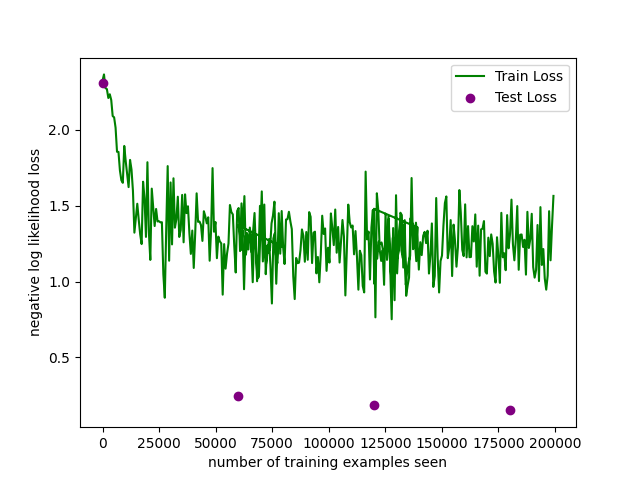 Train Loss
Test Loss
2.0
1.5
1.0
0.5
negative log likelihood loss
0 25000 50000 75000 100000 125000 150000 175000 200000
number of training examples seen